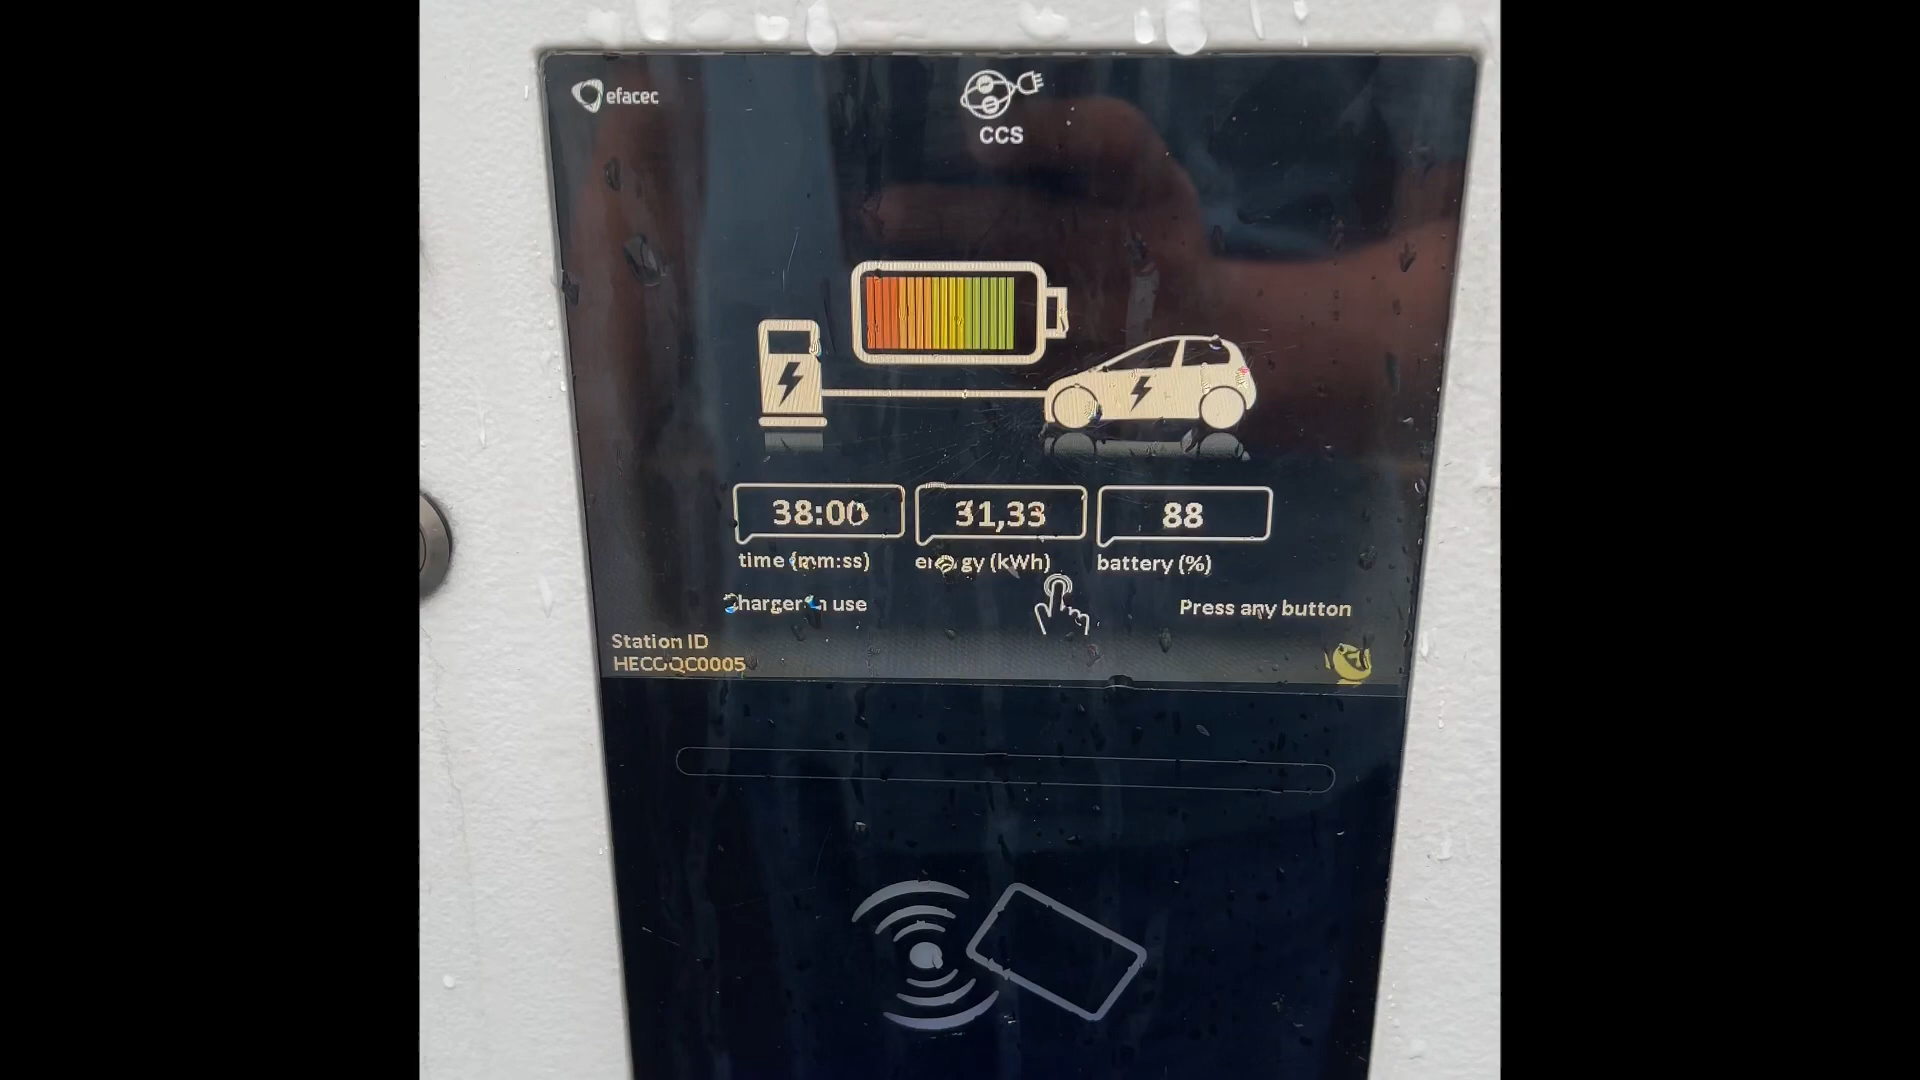 efacec
CCS
38:00 31,33 88
time (mm:ss) energy (kWh) battery (%)
Charger in use Press any button
Station ID
HECQQC0005